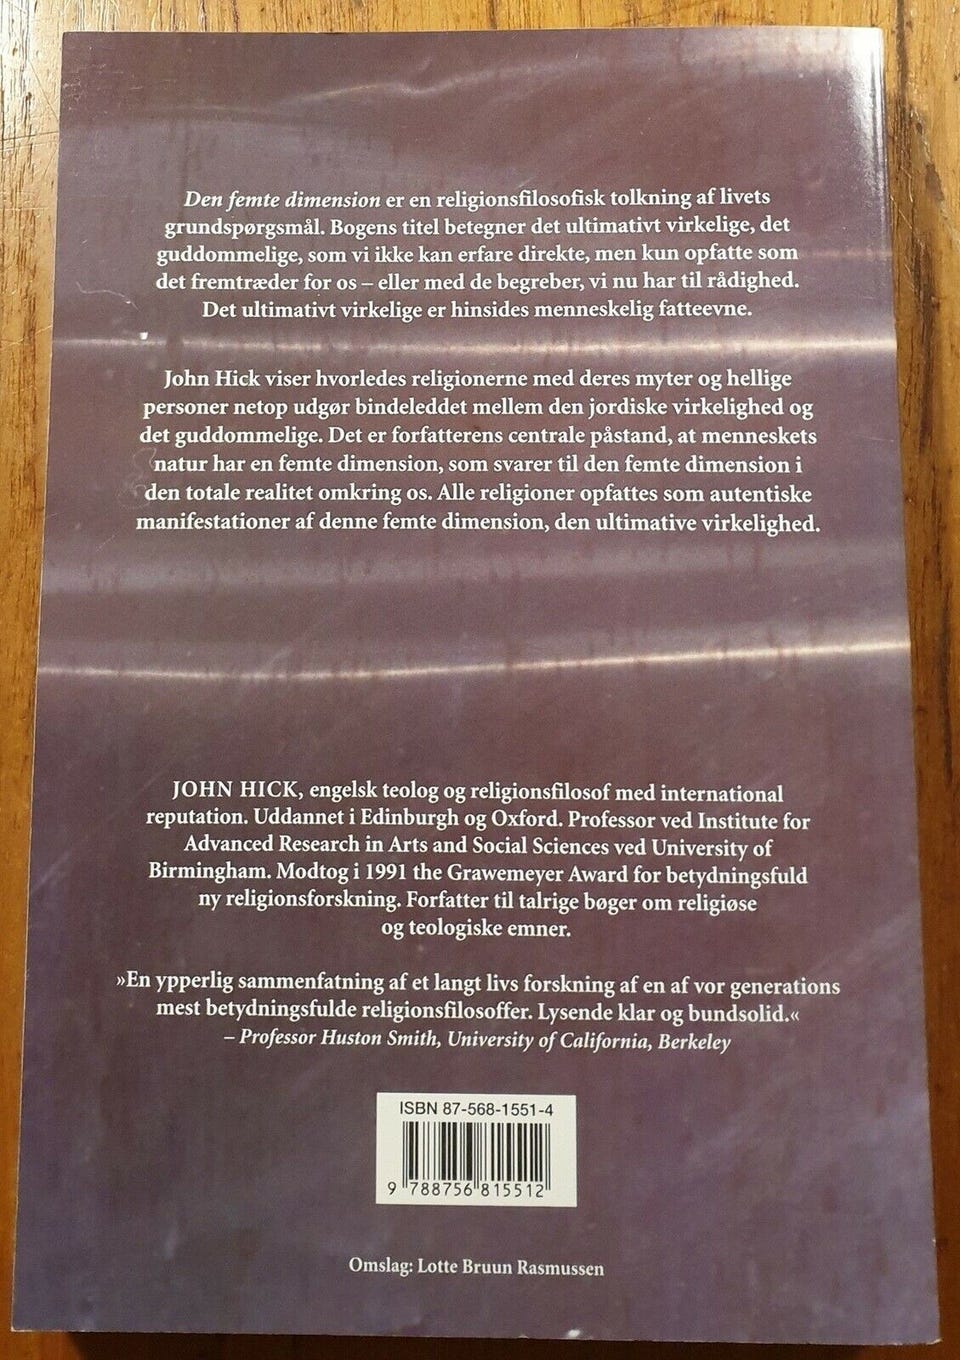 Den femte dimension er en religionsfilosofisk tolkning af livets
grundspørgsmål. Bogens titel betegner det ultimativt virkelige, det
guddommelige, som vi ikke kan erfare direkte, men kun opfatte som
det fremtræder for os – eller med de begreber, vi nu har til rådighed.
Det ultimativt virkelige er hinsides menneskelig fatteevne.
John Hick viser hvorledes religionerne med deres myter og hellige
personer netop udgør bindeleddet mellem den jordiske virkelighed og
det guddommelige. Det er forfatterens centrale påstand, at menneskets
natur har en femte dimension, som svarer til den femte dimension i
den totale realitet omkring os. Alle religioner opfattes som autentiske
manifestationer af denne femte dimension, den ultimative virkelighed.
JOHN HICK, engelsk teolog og religionsfilosof med international
reputation. Uddannet i Edinburgh og Oxford. Professor ved Institute for
Advanced Research in Arts and Social Sciences ved University of
Birmingham. Modtog i 1991 the Grawemeyer Award for betydningsfuld
ny religionsforskning. Forfatter til talrige bøger om religiøse
og teologiske emner.
»En ypperlig sammenfatning af et langt livs forskning af en af vor generations
mest betydningsfulde religionsfilosoffer. Lysende klar og bundsolid.«
– Professor Huston Smith, University of California, Berkeley
ISBN 87-568-1551-4
9 788756 815512
Omslag: Lotte Bruun Rasmussen